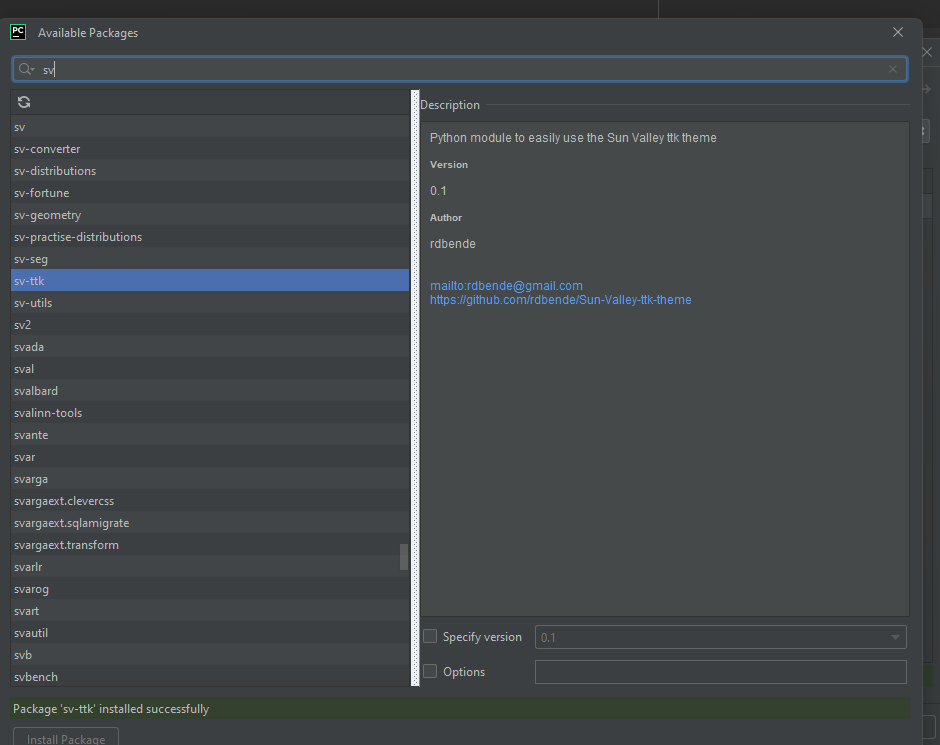 PC
Available Packages
sv
sv
sv-converter
sv-distributions
sv-fortune
sv-geometry
sv-practise-distributions
sv-seg
sv-ttk
sv-utils
sv2
svada
sval
svalbard
svalinn-tools
svante
svar
svarga
svargaext.clevercss
svargaext.sqlamigrate
svargaext.transform
svarlr
svarog
svart
svautil
svb
svbench
Description
Python module to easily use the Sun Valley ttk theme
Version
0.1
Author
rdbende
mailto:rdbende@gmail.com
https://github.com/rdbende/Sun-Valley-ttk-theme
Specify version
0.1
Options
Package 'sv-ttk' installed successfully
Install Package